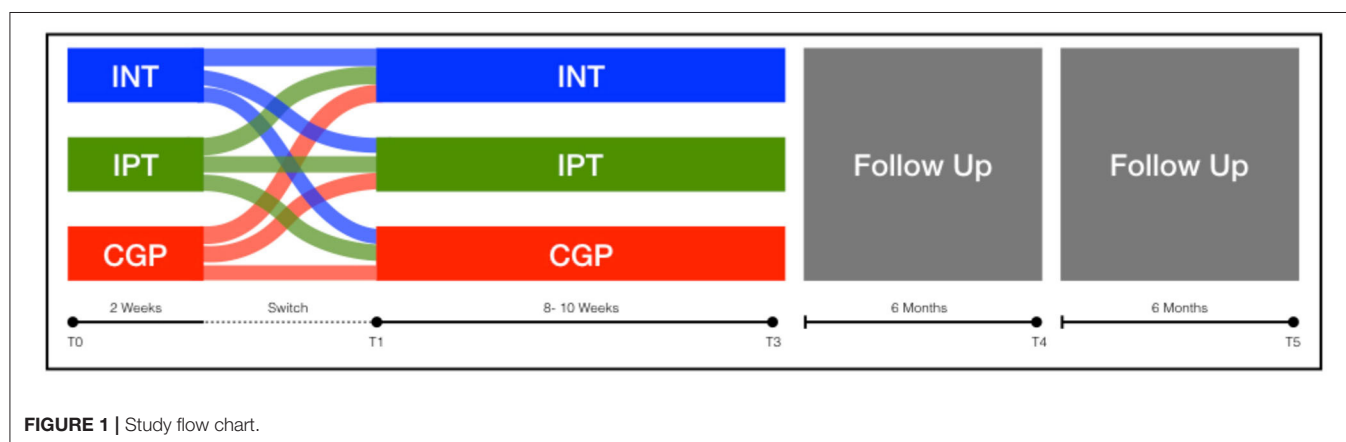 INT
INT
IPT
IPT
Follow Up
Follow Up
CGP
CGP
2 Weeks
Switch
8- 10 Weeks
6 Months
6 Months
T0
T1
T3
T4
T5
FIGURE 1 | Study flow chart.